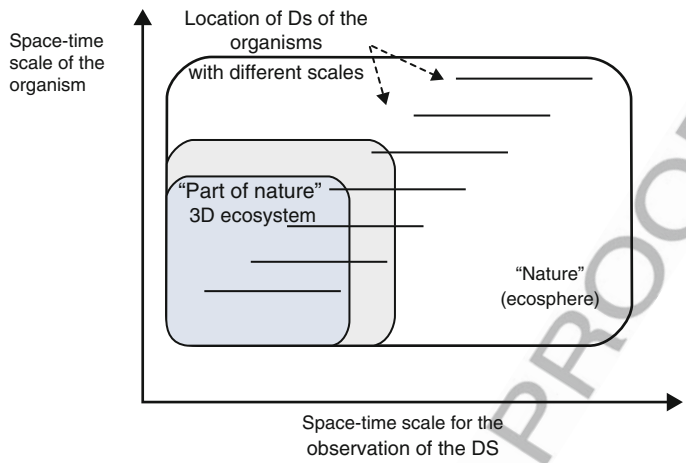 Space-time
scale of the
organism
Location of Ds of the
organisms
with different scales
“Part of nature”
3D ecosystem
“Nature”
(ecosphere)
Space-time scale for the
observation of the DS
PROO